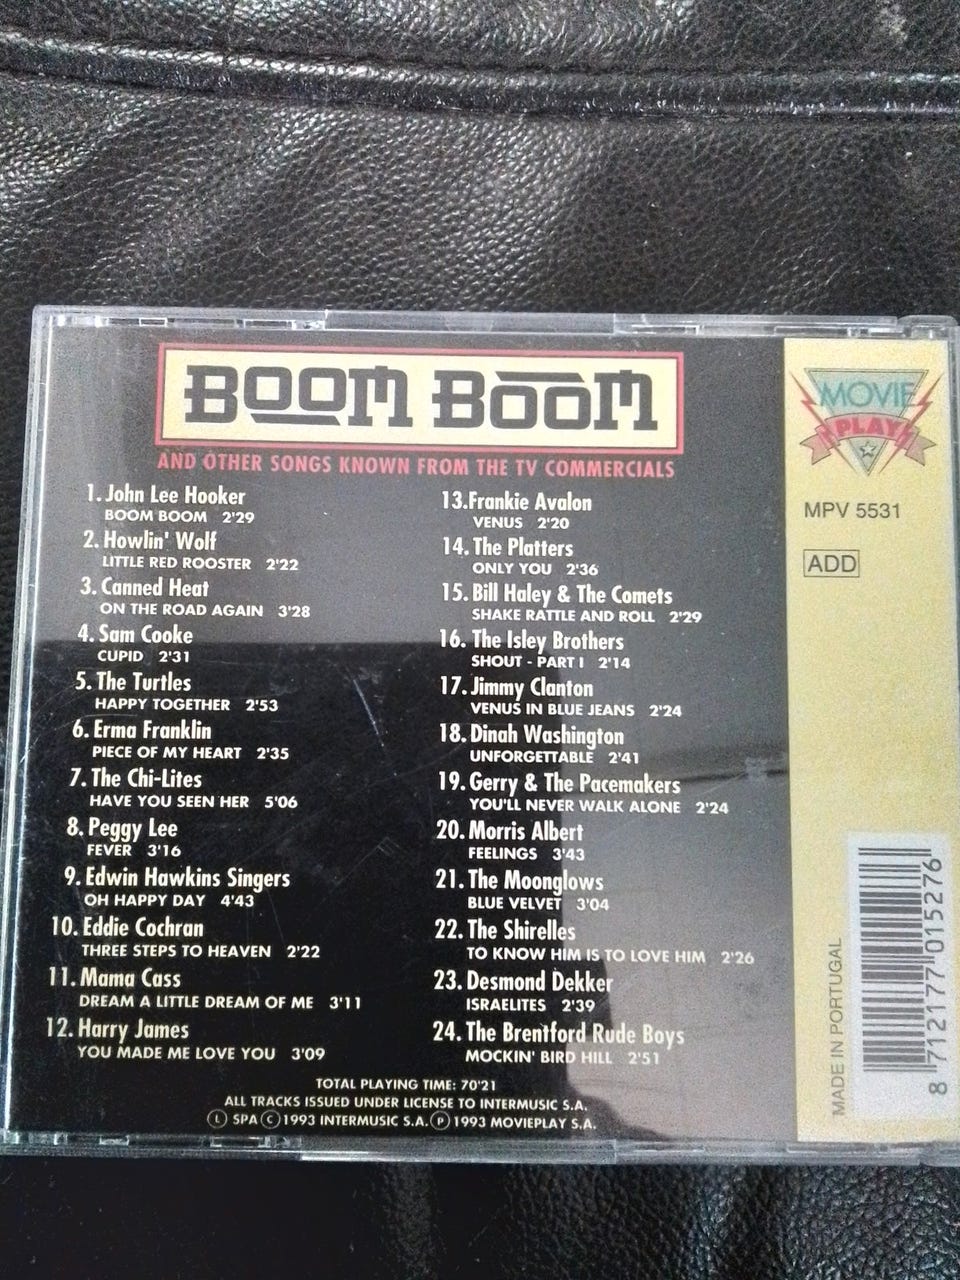 BOOM BOOM
AND OTHER SONGS KNOWN FROM THE TV COMMERCIALS
1. John Lee Hooker
BOOM BOOM 2'29
2. Howlin' Wolf
LITTLE RED ROOSTER 2'22
3. Canned Heat
ON THE ROAD AGAIN 3'28
4. Sam Cooke
CUPID 2'31
5. The Turtles
HAPPY TOGETHER 2'53
6. Erma Franklin
PIECE OF MY HEART 2'35
7. The Chi-Lites
HAVE YOU SEEN HER 5'06
8. Peggy Lee
FEVER 3'16
9. Edwin Hawkins Singers
OH HAPPY DAY 4'43
10. Eddie Cochran
THREE STEPS TO HEAVEN 2'22
11. Mama Cass
DREAM A LITTLE DREAM OF ME 3'11
12. Harry James
YOU MADE ME LOVE YOU 3'09
13.Frankie Avalon
VENUS 2'20
14. The Platters
ONLY YOU 2'36
15. Bill Haley & The Comets
SHAKE RATTLE AND ROLL 2'29
16. The Isley Brothers
SHOUT - PART I 2'14
17. Jimmy Clanton
VENUS IN BLUE JEANS 2'24
18. Dinah Washington
UNFORGETTABLE 2'41
19. Gerry & The Pacemakers
YOU'LL NEVER WALK ALONE 2'24
20. Morris Albert
FEELINGS 3'43
21. The Moonglows
BLUE VELVET 3'04
22. The Shirelles
TO KNOW HIM IS TO LOVE HIM 2'26
23. Desmond Dekker
ISRAELITES 2'39
24. The Brentford Rude Boys
MOCKIN' BIRD HILL 2'51
TOTAL PLAYING TIME: 70'21
ALL TRACKS ISSUED UNDER LICENSE TO INTERMUSIC S.A.
Ⓛ SPA Ⓒ 1993 INTERMUSIC S.A. Ⓟ 1993 MOVIEPLAY S.A.
MOVIE
PLAY
MPV 5531
ADD
MADE IN PORTUGAL
8 712177 015276